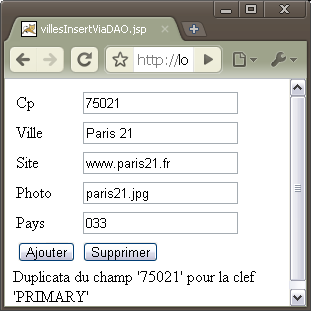 villesInsertViaDAO.jsp
http://lo
Cp 75021
Ville Paris 21
Site www.paris21.fr
Photo paris21.jpg
Pays 033
Ajouter Supprimer
Duplicata du champ '75021' pour la clef
'PRIMARY'